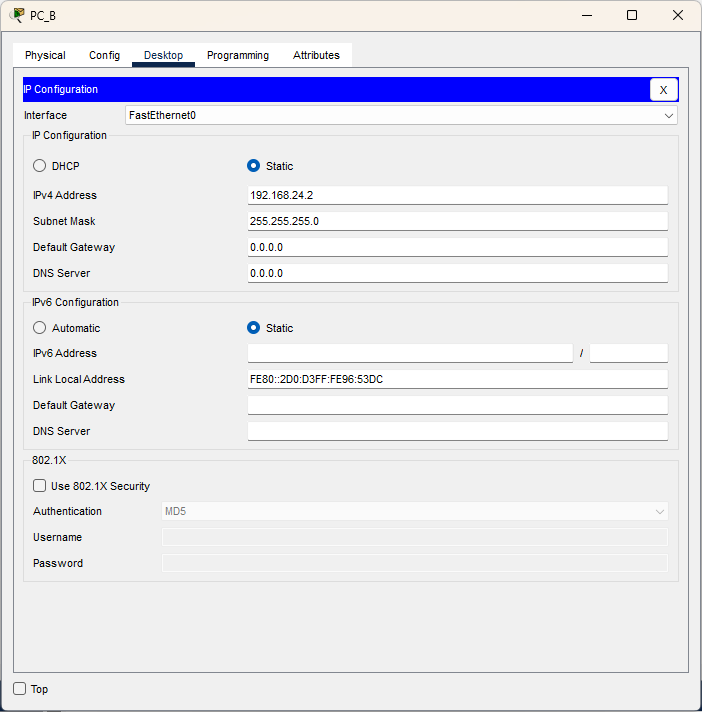 PC_B
Physical Config Desktop Programming Attributes
IP Configuration X
Interface FastEthernet0
IP Configuration
DHCP Static
IPv4 Address 192.168.24.2
Subnet Mask 255.255.255.0
Default Gateway 0.0.0.0
DNS Server 0.0.0.0
IPv6 Configuration
Automatic Static
IPv6 Address /
Link Local Address FE80::2D0:D3FF:FE96:53DC
Default Gateway
DNS Server
802.1X
Use 802.1X Security
Authentication MD5
Username
Password
Top